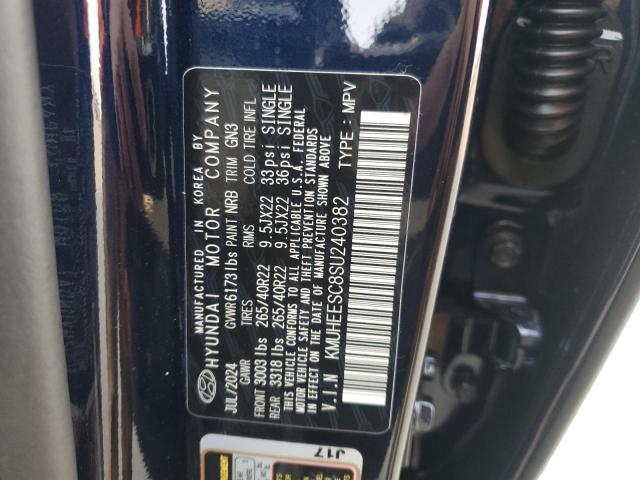 MANUFACTURED IN KOREA BY
HYUNDAI MOTOR COMPANY
JUL/2024 GVWR 6173lbs PAINT NRB TRIM GN3
GAWR TIRES RIMS COLD TIRE INFL
FRONT 3003 lbs 265/40R22 9.5JX22 33psi SINGLE
REAR 3318 lbs 265/40R22 9.5JX22 36psi SINGLE
THIS VEHICLE CONFORMS TO ALL APPLICABLE U.S.A. FEDERAL
MOTOR VEHICLE SAFETY AND THEFT PREVENTION STANDARDS
IN EFFECT ON THE DATE OF MANUFACTURE SHOWN ABOVE
V.I.N KMUHEESC8SU240382 TYPE: MPV
J17